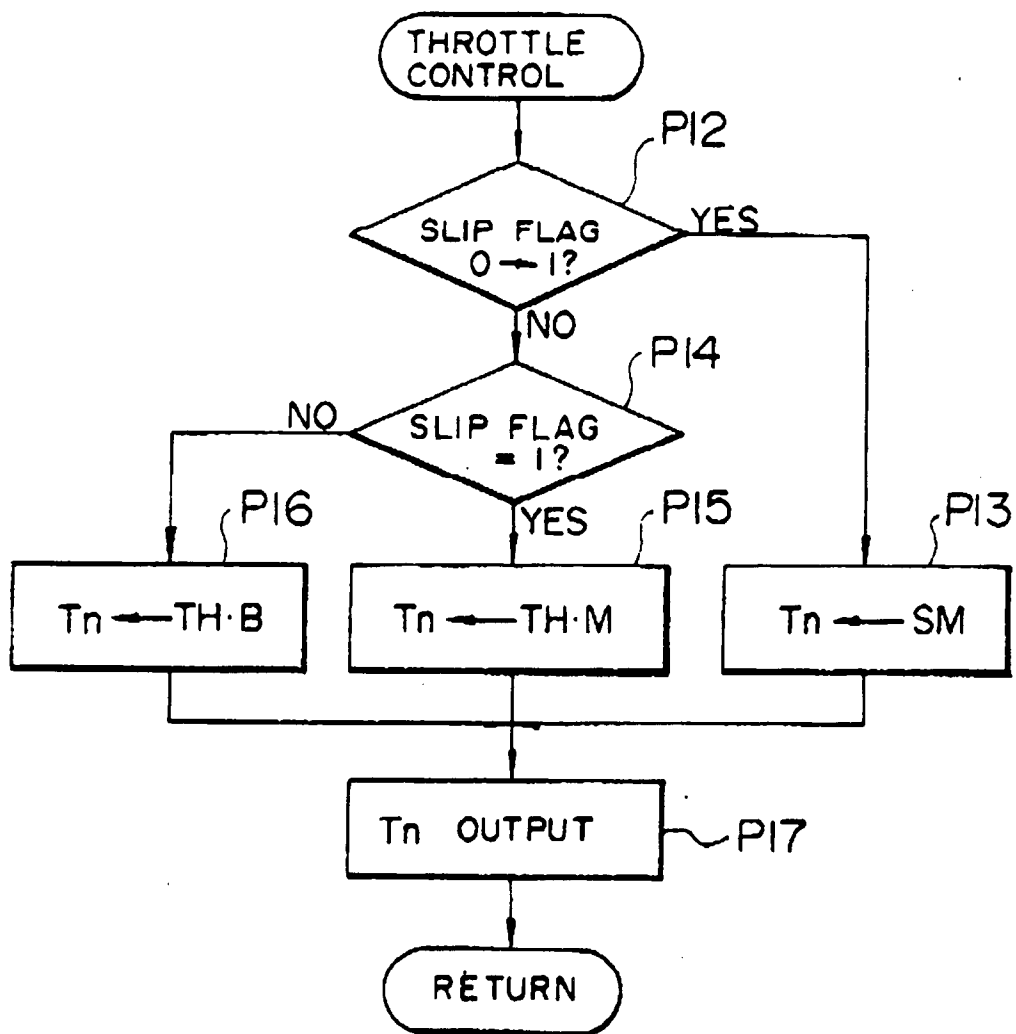 THROTTLE
CONTROL
P12
SLIP FLAG
0→1?
YES
NO
P14
SLIP FLAG
= 1?
NO
YES
P16
P15
P13
Tn ← TH·B
Tn ← TH·M
Tn ← SM
Tn OUTPUT
P17
RETURN